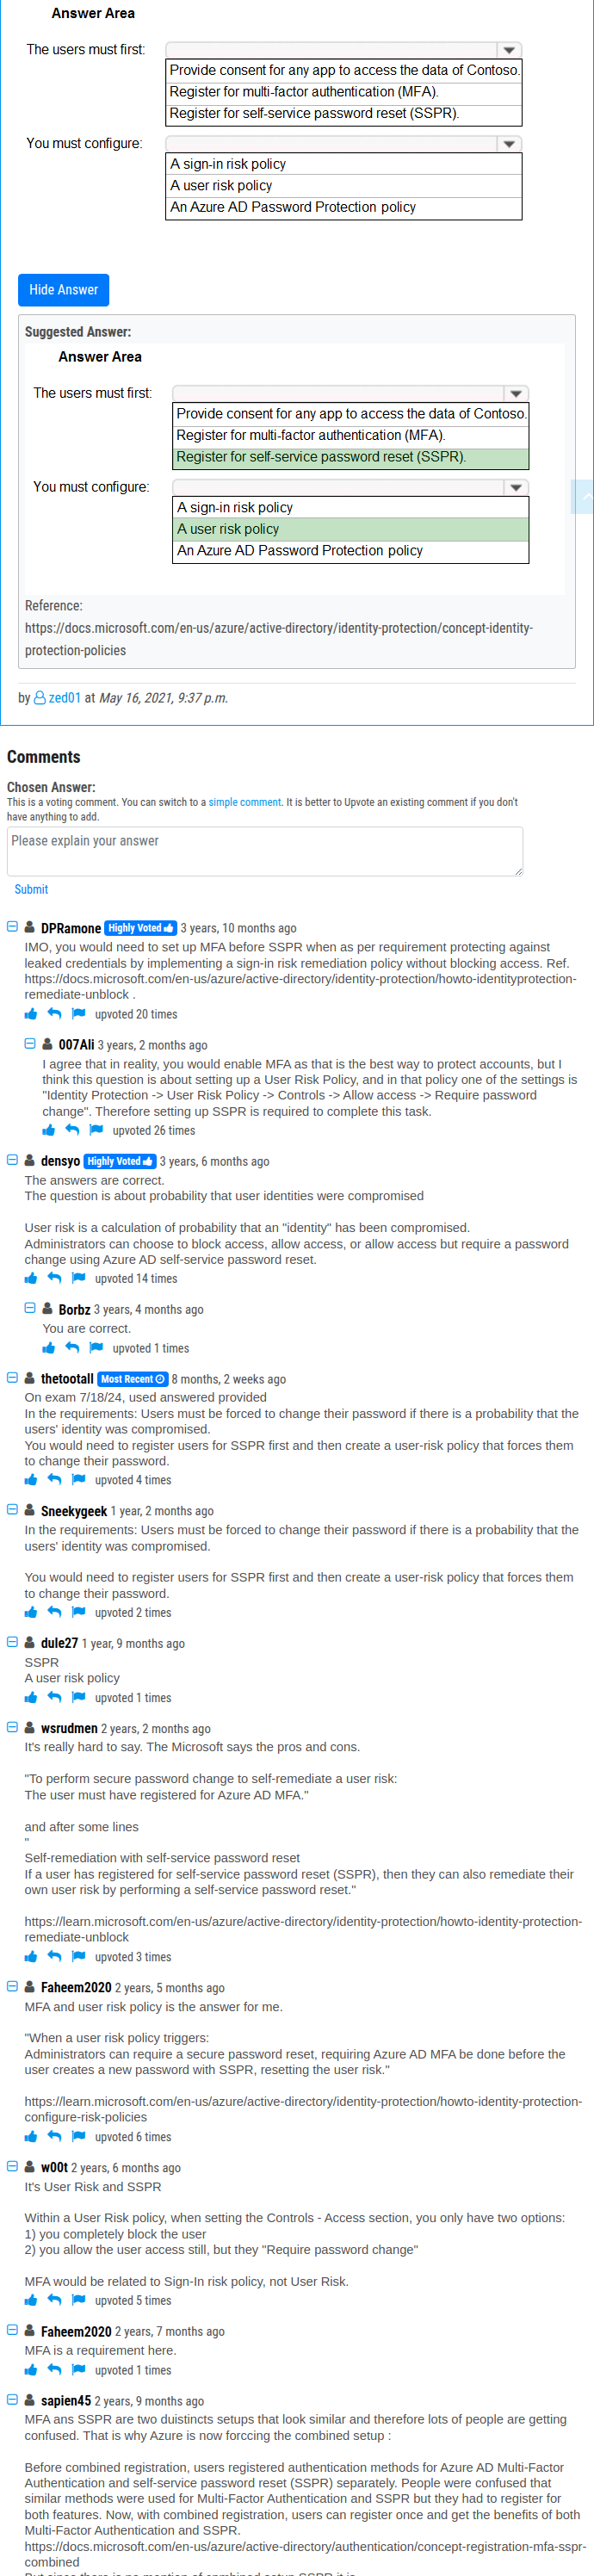 Answer Area
The users must first:
Provide consent for any app to access the data of Contoso.
Register for multi-factor authentication (MFA).
Register for self-service password reset (SSPR).
You must configure:
A sign-in risk policy
A user risk policy
An Azure AD Password Protection policy
Hide Answer
Suggested Answer:
Answer Area
The users must first:
Provide consent for any app to access the data of Contoso.
Register for multi-factor authentication (MFA).
Register for self-service password reset (SSPR).
You must configure:
A sign-in risk policy
A user risk policy
An Azure AD Password Protection policy
Reference:
https://docs.microsoft.com/en-us/azure/active-directory/identity-protection/concept-identity-
protection-policies
by zed01 at May 16, 2021, 9:37 p.m.
Comments
Chosen Answer:
This is a voting comment. You can switch to a simple comment. It is better to Upvote an existing comment if you don't
have anything to add.
Please explain your answer
Submit
DPRamone Highly Voted 3 years, 10 months ago
IMO, you would need to set up MFA before SSPR when as per requirement protecting against
leaked credentials by implementing a sign-in risk remediation policy without blocking access. Ref.
https://docs.microsoft.com/en-us/azure/active-directory/identity-protection/howto-identityprotection-
remediate-unblock .
upvoted 20 times
007Ali 3 years, 2 months ago
I agree that in reality, you would enable MFA as that is the best way to protect accounts, but I
think this question is about setting up a User Risk Policy, and in that policy one of the settings is
"Identity Protection -> User Risk Policy -> Controls -> Allow access -> Require password
change". Therefore setting up SSPR is required to complete this task.
upvoted 26 times
densyo Highly Voted 3 years, 6 months ago
The answers are correct.
The question is about probability that user identities were compromised
User risk is a calculation of probability that an "identity" has been compromised.
Administrators can choose to block access, allow access, or allow access but require a password
change using Azure AD self-service password reset.
upvoted 14 times
Borbz 3 years, 4 months ago
You are correct.
upvoted 1 times
thetootall Most Recent 8 months, 2 weeks ago
On exam 7/18/24, used answered provided
In the requirements: Users must be forced to change their password if there is a probability that the
users' identity was compromised.
You would need to register users for SSPR first and then create a user-risk policy that forces them
to change their password.
upvoted 4 times
Sneekygeek 1 year, 2 months ago
In the requirements: Users must be forced to change their password if there is a probability that the
users' identity was compromised.
You would need to register users for SSPR first and then create a user-risk policy that forces them
to change their password.
upvoted 2 times
dule27 1 year, 9 months ago
SSPR
A user risk policy
upvoted 1 times
wsrudmen 2 years, 2 months ago
It's really hard to say. The Microsoft says the pros and cons.
"To perform secure password change to self-remediate a user risk:
The user must have registered for Azure AD MFA."
and after some lines
"
Self-remediation with self-service password reset
If a user has registered for self-service password reset (SSPR), then they can also remediate their
own user risk by performing a self-service password reset."
https://learn.microsoft.com/en-us/azure/active-directory/identity-protection/howto-identity-protection-
remediate-unblock
upvoted 3 times
Faheem2020 2 years, 5 months ago
MFA and user risk policy is the answer for me.
"When a user risk policy triggers:
Administrators can require a secure password reset, requiring Azure AD MFA be done before the
user creates a new password with SSPR, resetting the user risk."
https://learn.microsoft.com/en-us/azure/active-directory/identity-protection/howto-identity-protection-
configure-risk-policies
upvoted 6 times
w00t 2 years, 6 months ago
It's User Risk and SSPR
Within a User Risk policy, when setting the Controls - Access section, you only have two options:
1) you completely block the user
2) you allow the user access still, but they "Require password change"
MFA would be related to Sign-In risk policy, not User Risk.
upvoted 5 times
Faheem2020 2 years, 7 months ago
MFA is a requirement here.
upvoted 1 times
sapien45 2 years, 9 months ago
MFA ans SSPR are two duistincts setups that look similar and therefore lots of people are getting
confused. That is why Azure is now forccing the combined setup :
Before combined registration, users registered authentication methods for Azure AD Multi-Factor
Authentication and self-service password reset (SSPR) separately. People were confused that
similar methods were used for Multi-Factor Authentication and SSPR but they had to register for
both features. Now, with combined registration, users can register once and get the benefits of both
Multi-Factor Authentication and SSPR.
https://docs.microsoft.com/en-us/azure/active-directory/authentication/concept-registration-mfa-sspr-
combined